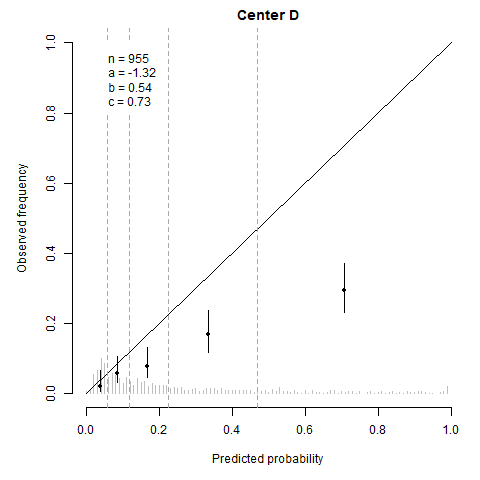 Center D
n = 955
a = -1.32
b = 0.54
c = 0.73
Observed frequency
1.0
0.8
0.6
0.4
0.2
0.0
0.0 0.2 0.4 0.6 0.8 1.0
Predicted probability